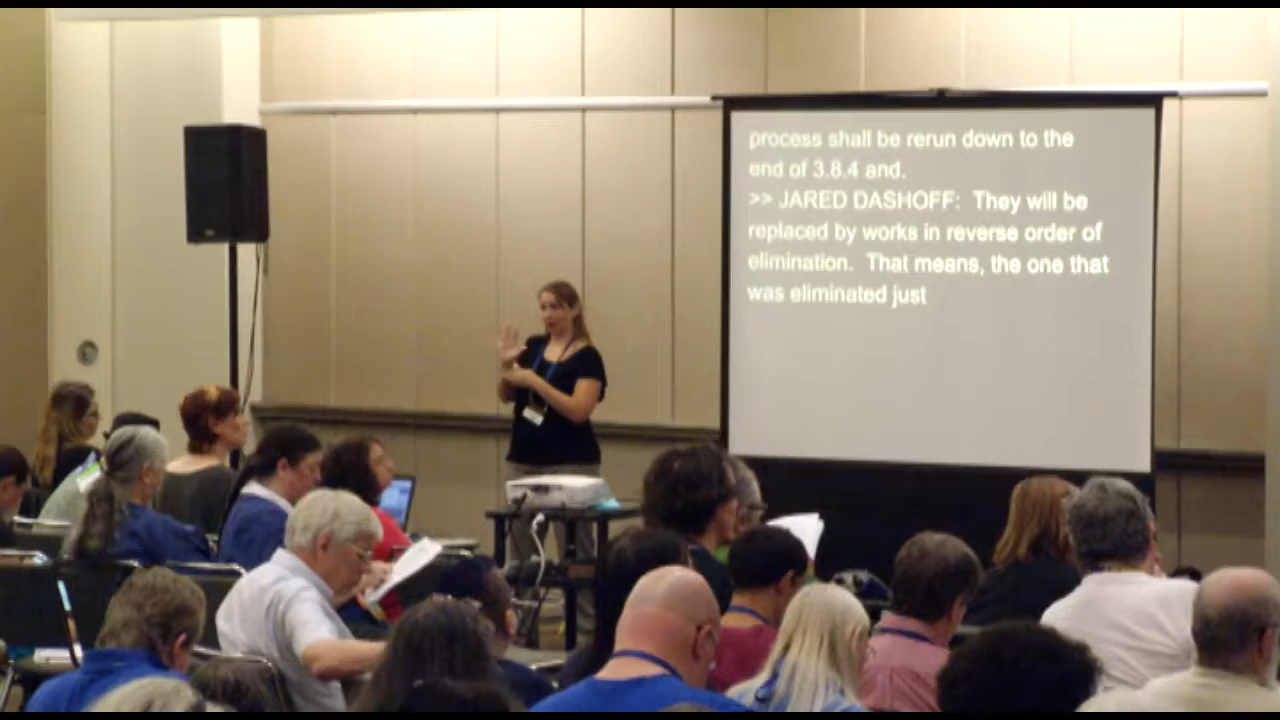 process shall be rerun down to the
end of 3.8.4 and.
>> JARED DASHOFF:  They will be
replaced by works in reverse order of
elimination.  That means, the one that
was eliminated just